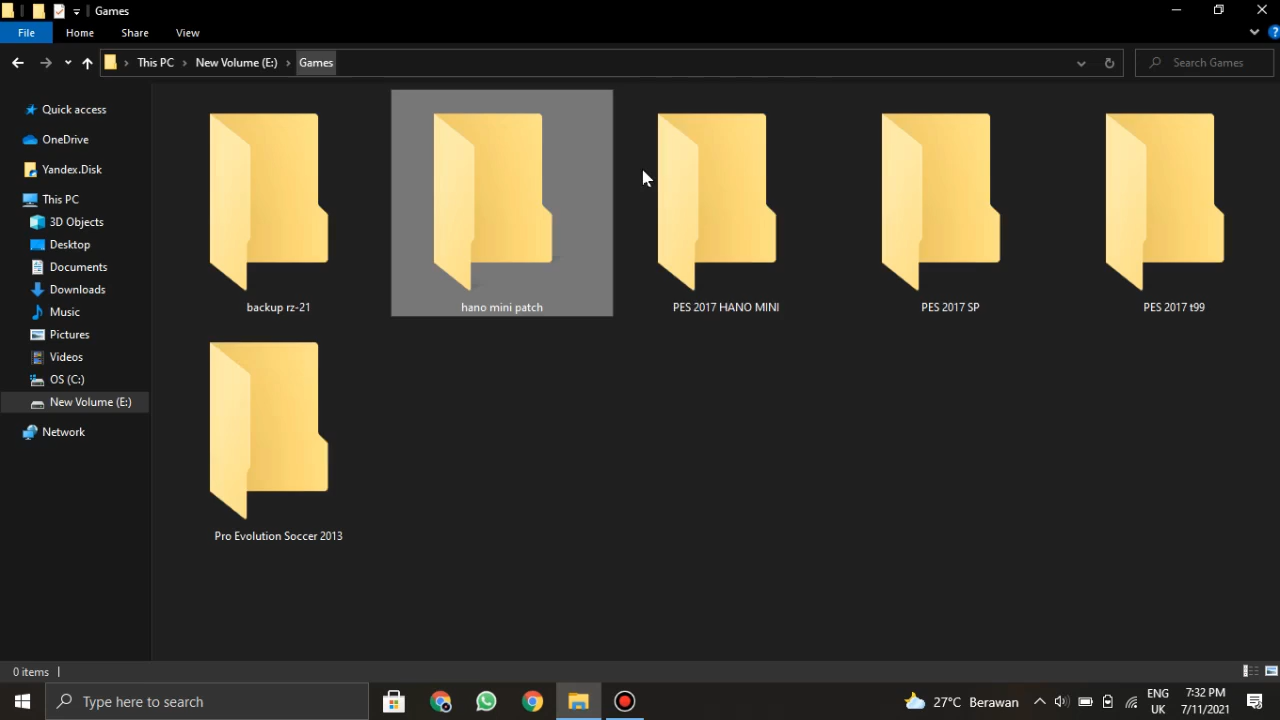 Games
File Home Share View
This PC New Volume (E:) Games
Search Games
Quick access
OneDrive
Yandex.Disk
This PC
3D Objects
Desktop
Documents
Downloads
Music
Pictures
Videos
OS (C:)
New Volume (E:)
Network
backup rz-21
hano mini patch
PES 2017 HANO MINI
PES 2017 SP
PES 2017 t99
Pro Evolution Soccer 2013
0 items
Type here to search
27°C Berawan
ENG
UK
7:32 PM
7/11/2021